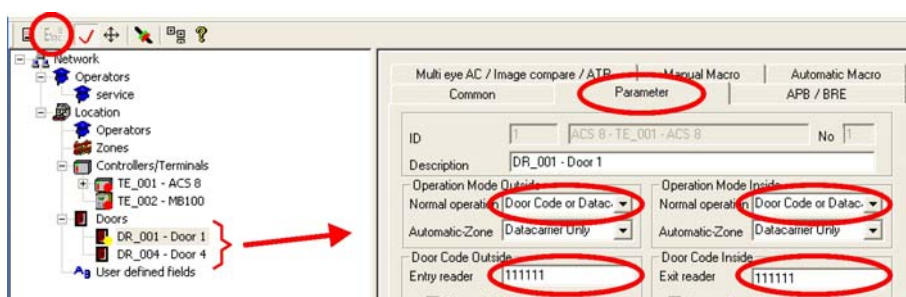 Network
Operators
service
Location
Operators
Zones
Controllers/Terminals
TE_001 - ACS 8
TE_002 - MB100
Doors
DR_001 - Door 1
DR_004 - Door 4
User defined fields
Multi eye AC / Image compare / ATR Manual Macro Automatic Macro
Common Parameter APB / BRE
ID 1 ACS 8 - TE_001 - ACS 8 No 1
Description DR_001 - Door 1
Operation Mode Outside Operation Mode Inside
Normal operation Door Code or Datac Normal operation Door Code or Datac
Automatic-Zone Datacarrier Only Automatic-Zone Datacarrier Only
Door Code Outside Door Code Inside
Entry reader 111111 Exit reader 111111